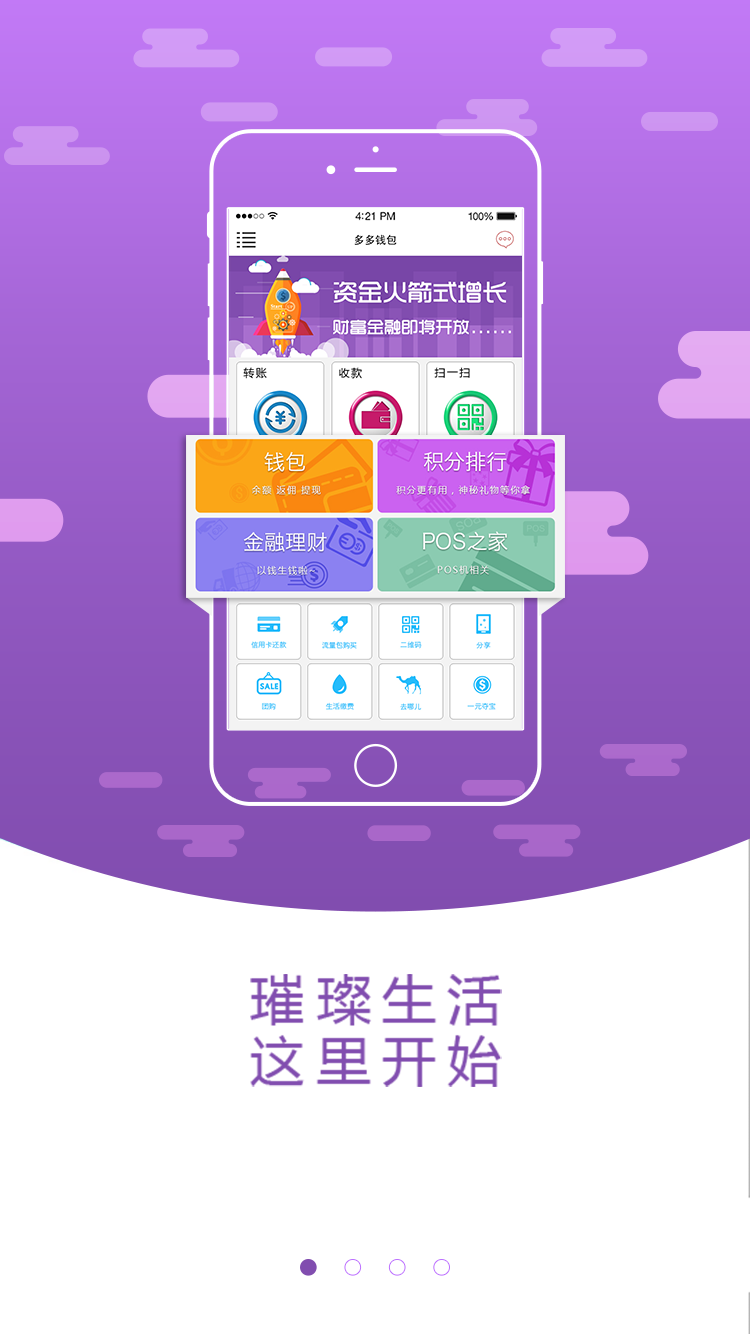 4:21 PM
100%
多多钱包
资金火箭式增长
财富金融即将开放......
转账
收款
扫一扫
钱包
积分排行
余额 返佣 提现
积分更有用，神秘礼物等你拿
金融理财
POS之家
以钱生钱啦~
POS机相关
信用卡还款
流量包购买
二维码
分享
SALE
团购
生活缴费
去哪儿
一元夺宝
璀璨生活
这里开始